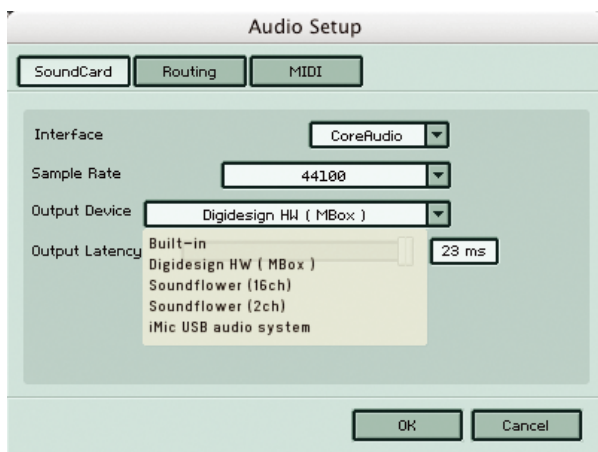 Audio Setup
SoundCard Routing MIDI
Interface CoreAudio
Sample Rate 44100
Output Device Digidesign HW ( MBox )
Output Latency 23 ms
Built-in
Digidesign HW ( MBox )
Soundflower (16ch)
Soundflower (2ch)
iMic USB audio system
OK Cancel